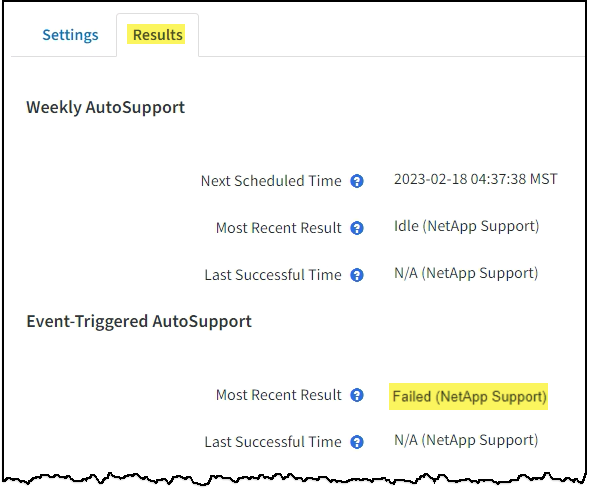 Settings
Results
Weekly AutoSupport
Next Scheduled Time ? 2023-02-18 04:37:38 MST
Most Recent Result ? Idle (NetApp Support)
Last Successful Time ? N/A (NetApp Support)
Event-Triggered AutoSupport
Most Recent Result ? Failed (NetApp Support)
Last Successful Time ? N/A (NetApp Support)